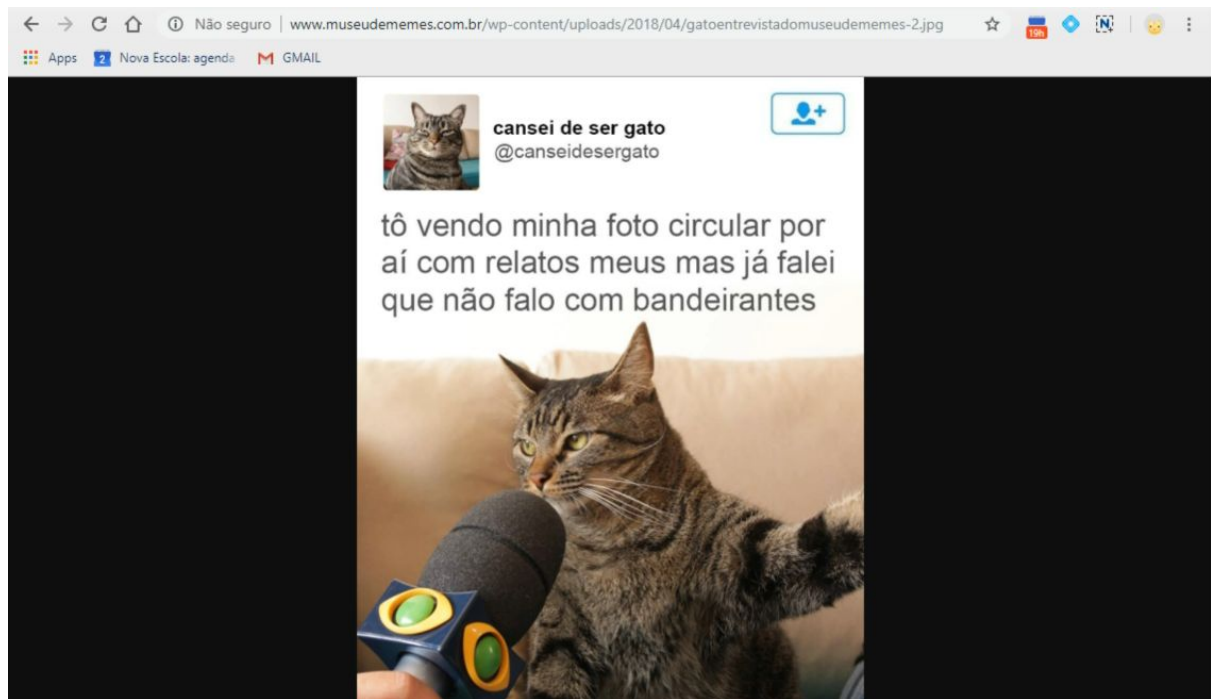 Não seguro | www.museudememes.com.br/wp-content/uploads/2018/04/gatoentrevistadomuseudememes-2.jpg
19h
N
Apps 2 Nova Escola: agenda GMAIL
cansei de ser gato
@canseidesergato
tô vendo minha foto circular por
aí com relatos meus mas já falei
que não falo com bandeirantes